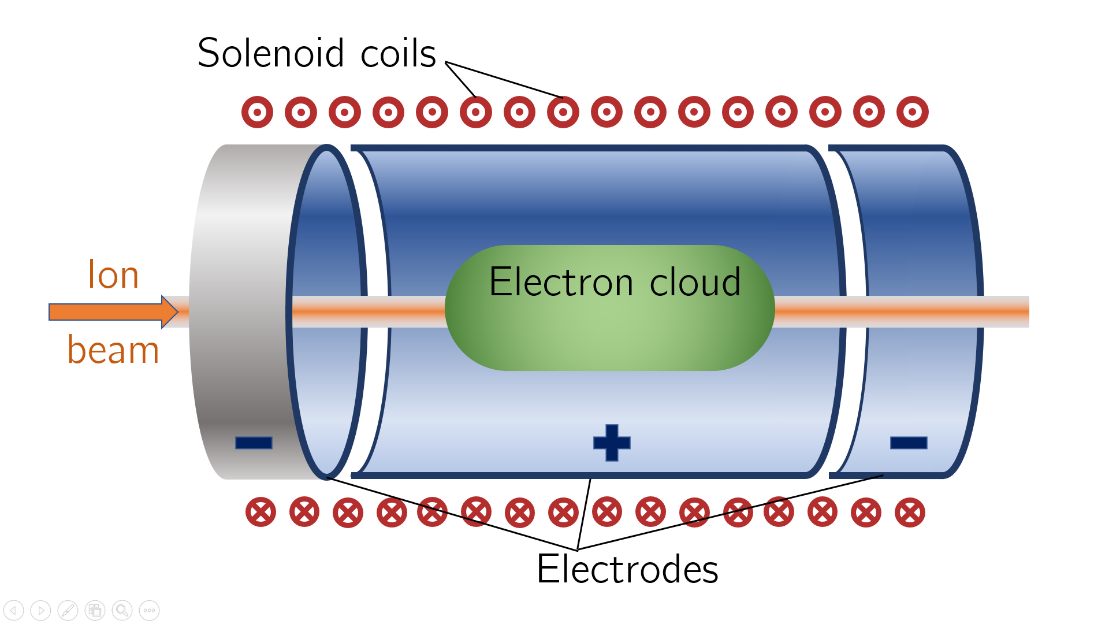 Solenoid coils
Ion
beam
Electron cloud
Electrodes